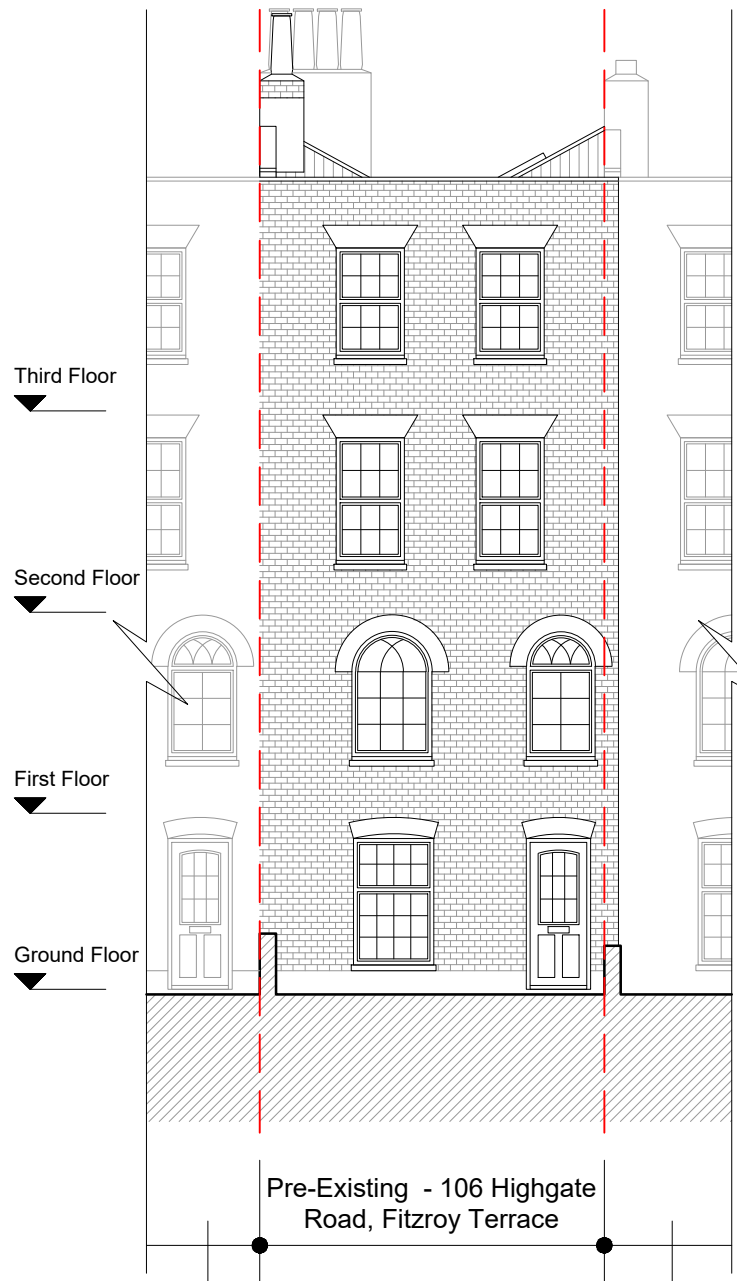 Third Floor
Second Floor
First Floor
Ground Floor
Pre-Existing - 106 Highgate
Road, Fitzroy Terrace